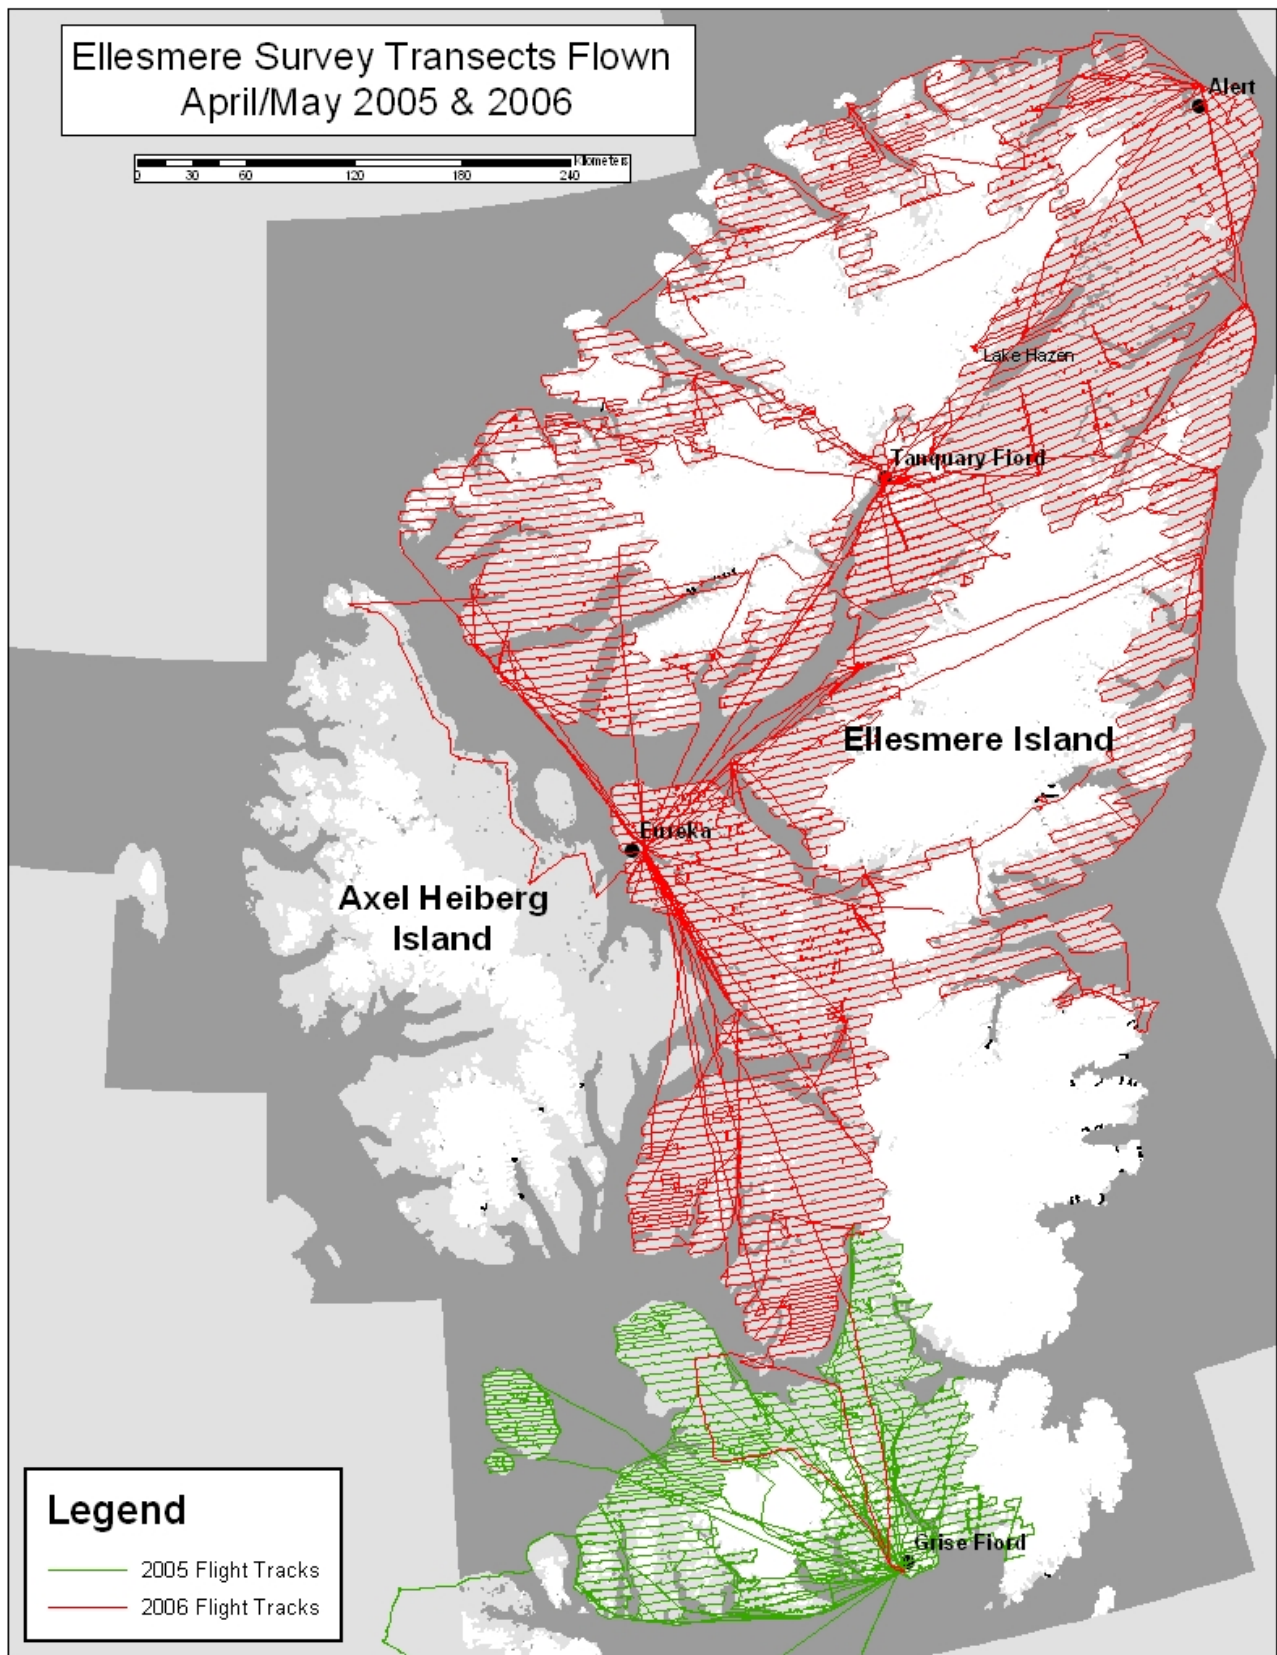 Ellesmere Survey Transects Flown
April/May 2005 & 2006
Kilometers
0 30 60 120 180 240
Alert
Lake Hazen
Tanquary Fiord
Ellesmere Island
Eureka
Axel Heiberg
Island
Grise Fiord
Legend
2005 Flight Tracks
2006 Flight Tracks